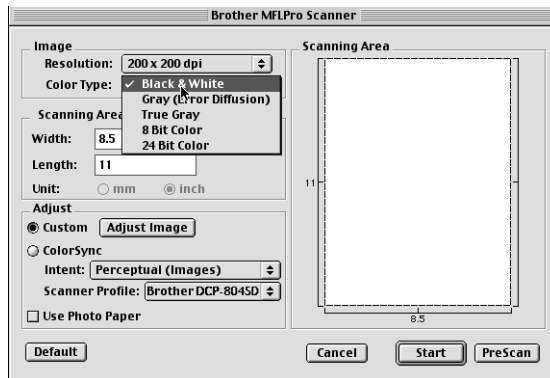 Brother MFLPro Scanner
Image
Resolution: 200 x 200 dpi
Color Type: ✓ Black & White
Gray (Error Diffusion)
True Gray
8 Bit Color
24 Bit Color
Scanning Area
Width: 8.5
Length: 11
Unit: mm inch
Adjust
Custom Adjust Image
ColorSync
Intent: Perceptual (Images)
Scanner Profile: Brother DCP-8045D
Use Photo Paper
Default
Scanning Area
11
8.5
Cancel Start PreScan